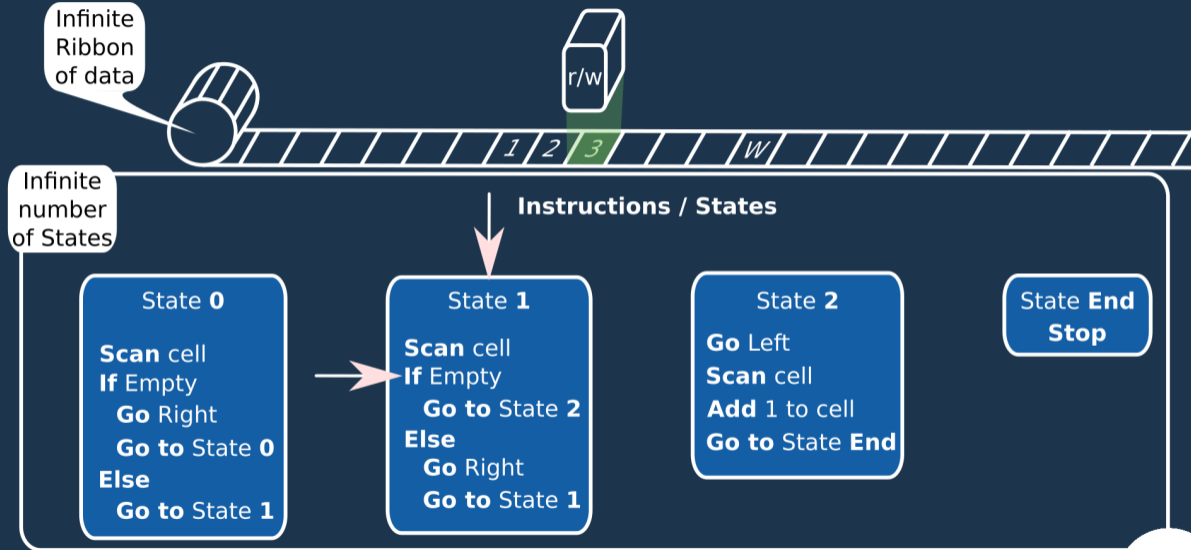 Infinite
Ribbon
of data
r/w
1 2 3 W
Infinite
number
of States
Instructions / States
State 0
Scan cell
If Empty
Go Right
Go to State 0
Else
Go to State 1
State 1
Scan cell
If Empty
Go to State 2
Else
Go Right
Go to State 1
State 2
Go Left
Scan cell
Add 1 to cell
Go to State End
State End
Stop